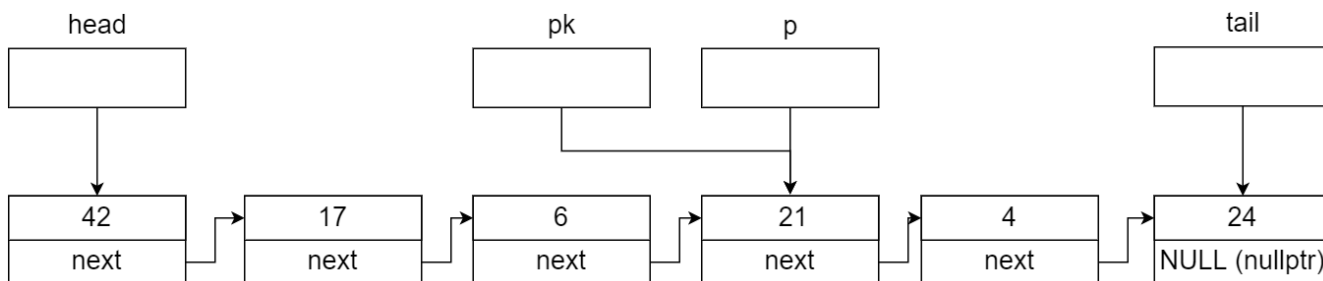 head
pk
p
tail
42
17
6
21
4
24
next
next
next
next
next
NULL (nullptr)